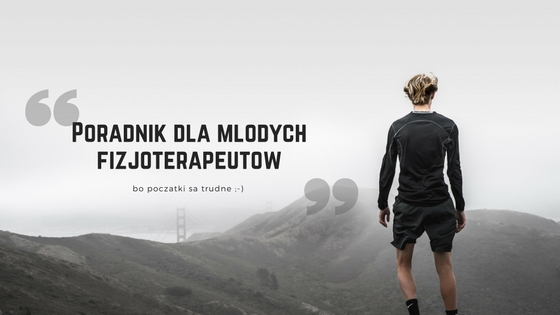 “
PORADNIK DLA MLODYCH
FIZJOTERAPEUTOW
bo poczatki sa trudne ;-)
”